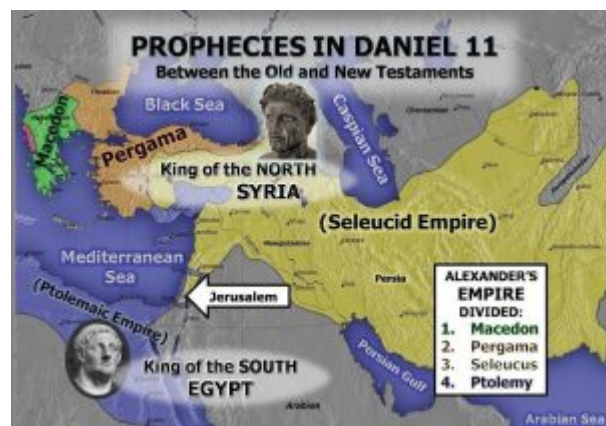 PROPHECIES IN DANIEL 11
Between the Old and New Testaments
Black Sea
Caspian Sea
Macedon
Pergama
King of the NORTH
SYRIA
(Seleucid Empire)
Mediterranean
Sea
Persia
(Ptolemaic Empire)
Jerusalem
ALEXANDER'S
EMPIRE
DIVIDED:
1. Macedon
2. Pergama
3. Seleucus
4. Ptolemy
King of the SOUTH
EGYPT
Persian Gulf
Arabian
Arabian Sea